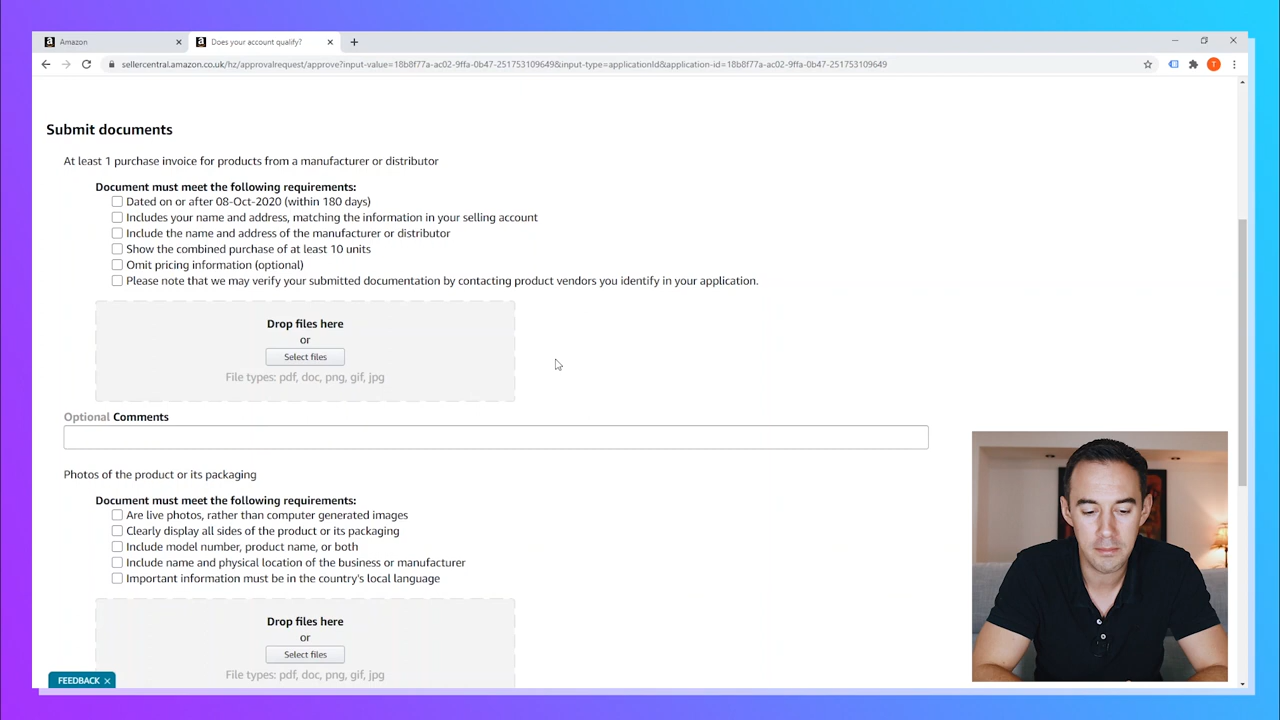 Amazon
Does your account qualify?
sellercentral.amazon.co.uk/hz/approvalrequest/approve?input-value=18b8f77a-ac02-9ffa-0b47-251753109649&input-type=applicationId&application-id=18b8f77a-ac02-9ffa-0b47-251753109649
T
Submit documents
At least 1 purchase invoice for products from a manufacturer or distributor
Document must meet the following requirements:
Dated on or after 08-Oct-2020 (within 180 days)
Includes your name and address, matching the information in your selling account
Include the name and address of the manufacturer or distributor
Show the combined purchase of at least 10 units
Omit pricing information (optional)
Please note that we may verify your submitted documentation by contacting product vendors you identify in your application.
Drop files here
or
Select files
File types: pdf, doc, png, gif, jpg
Optional Comments
Photos of the product or its packaging
Document must meet the following requirements:
Are live photos, rather than computer generated images
Clearly display all sides of the product or its packaging
Include model number, product name, or both
Include name and physical location of the business or manufacturer
Important information must be in the country's local language
Drop files here
or
Select files
File types: pdf, doc, png, gif, jpg
FEEDBACK